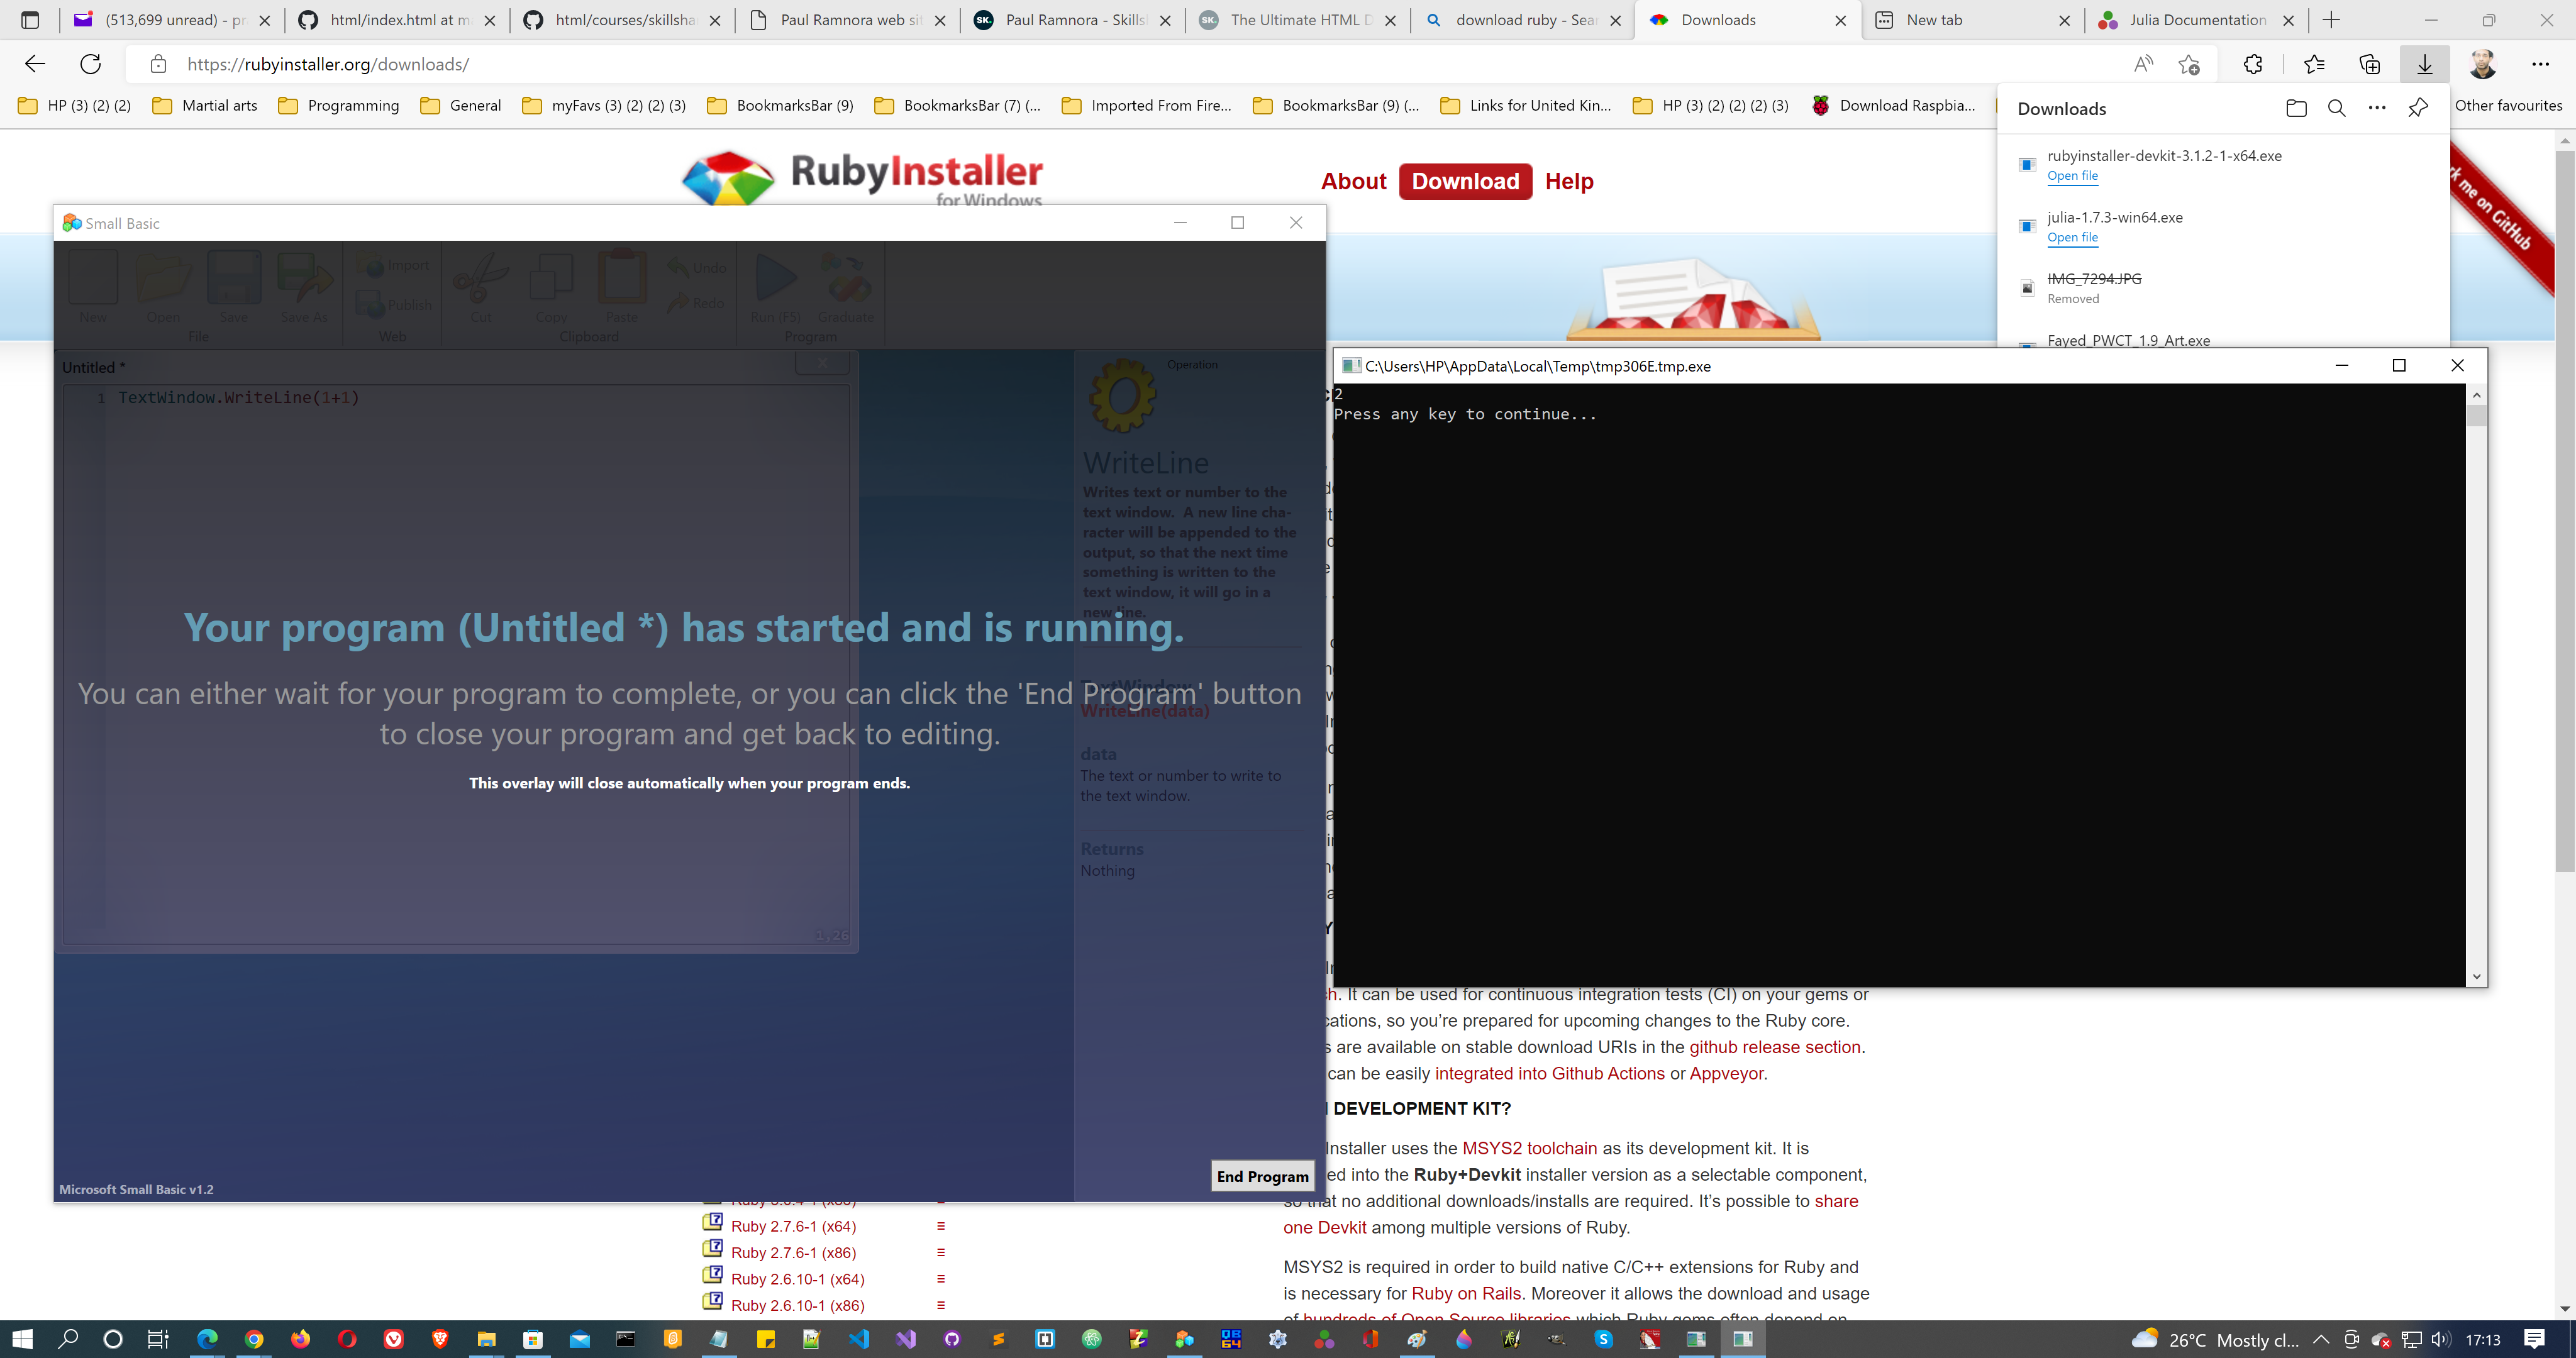 (513,699 unread) - pr
html/index.html at m
html/courses/skillsha
Paul Ramnora web si
Paul Ramnora - Skills
The Ultimate HTML D
download ruby - Sear
Downloads
New tab
Julia Documentation
https://rubyinstaller.org/downloads/
HP (3) (2) (2)
Martial arts
Programming
General
myFavs (3) (2) (2) (3)
BookmarksBar (9)
BookmarksBar (7) (...
Imported From Fire...
BookmarksBar (9) (...
Links for United Kin...
HP (3) (2) (2) (2) (3)
Download Raspbia...
Other favourites
RubyInstaller
for Windows
About Download Help
Downloads
rubyinstaller-devkit-3.1.2-1-x64.exe
Open file
julia-1.7.3-win64.exe
Open file
IMG_7294.JPG
Removed
Fayed_PWCT_1.9_Art.exe
rk me on GitHub
Small Basic
New
Open
Save
Save As
File
Import
Publish
Web
Cut
Copy
Paste
Undo
Redo
Clipboard
Run (F5)
Graduate
Program
Untitled *
1 TextWindow.WriteLine(1+1)
1,26
Operation
WriteLine
Writes text or number to the
text window. A new line cha-
racter will be appended to the
output, so that the next time
something is written to the
text window, it will go in a
new line.
TextWindow.
WriteLine(data)
data
The text or number to write to
the text window.
Returns
Nothing
Your program (Untitled *) has started and is running.
You can either wait for your program to complete, or you can click the 'End Program' button
to close your program and get back to editing.
This overlay will close automatically when your program ends.
End Program
Microsoft Small Basic v1.2
C:\Users\HP\AppData\Local\Temp\tmp306E.tmp.exe
2
Press any key to continue...
ch. It can be used for continuous integration tests (CI) on your gems or
cations, so you're prepared for upcoming changes to the Ruby core.
s are available on stable download URIs in the github release section.
can be easily integrated into Github Actions or Appveyor.
DEVELOPMENT KIT?
Installer uses the MSYS2 toolchain as its development kit. It is
ed into the Ruby+Devkit installer version as a selectable component,
so that no additional downloads/installs are required. It's possible to share
one Devkit among multiple versions of Ruby.
MSYS2 is required in order to build native C/C++ extensions for Ruby and
is necessary for Ruby on Rails. Moreover it allows the download and usage
of hundreds of Open Source libraries which Ruby gems often depend on.
Ruby 2.7.6-1 (x64)
Ruby 2.7.6-1 (x86)
Ruby 2.6.10-1 (x64)
Ruby 2.6.10-1 (x86)
26°C Mostly cl...
17:13